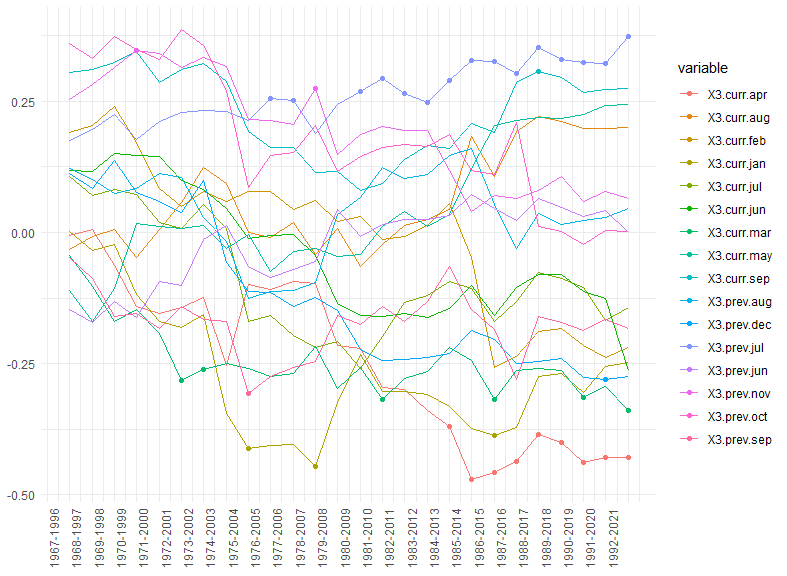 variable
X3.curr.apr
X3.curr.aug
X3.curr.feb
X3.curr.jan
X3.curr.jul
X3.curr.jun
X3.curr.mar
X3.curr.may
X3.curr.sep
X3.prev.aug
X3.prev.dec
X3.prev.jul
X3.prev.jun
X3.prev.nov
X3.prev.oct
X3.prev.sep
0.25
0.00
-0.25
-0.50
1967-1996
1968-1997
1969-1998
1970-1999
1971-2000
1972-2001
1973-2002
1974-2003
1975-2004
1976-2005
1977-2006
1978-2007
1979-2008
1980-2009
1981-2010
1982-2011
1983-2012
1984-2013
1985-2014
1986-2015
1987-2016
1988-2017
1989-2018
1990-2019
1991-2020
1992-2021